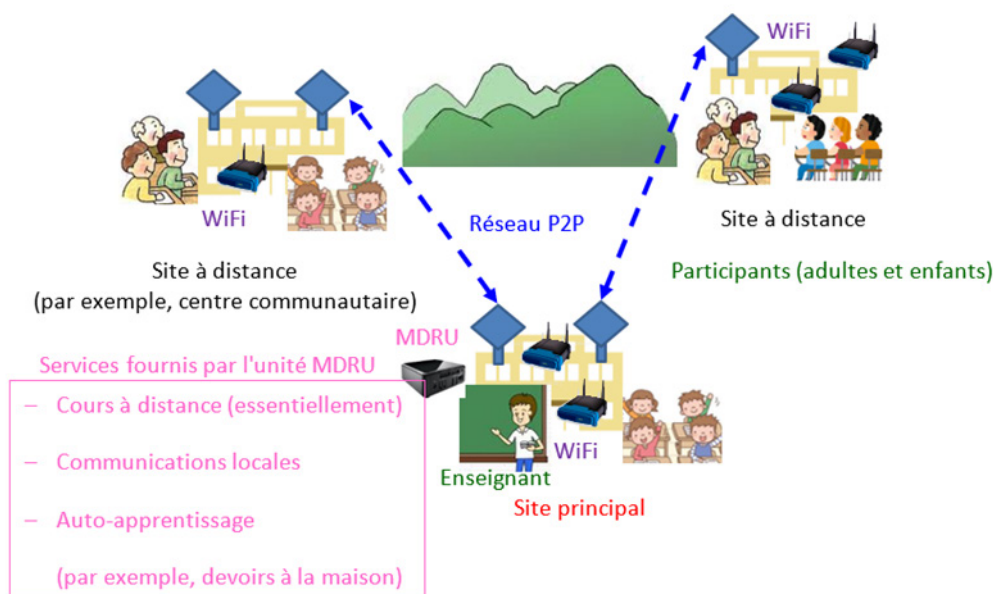 WiFi
WiFi
Réseau P2P
Site à distance
Site à distance
(par exemple, centre communautaire)
Participants (adultes et enfants)
MDRU
Services fournis par l'unité MDRU
– Cours à distance (essentiellement)
– Communications locales
– Auto-apprentissage
(par exemple, devoirs à la maison)
WiFi
Enseignant
Site principal